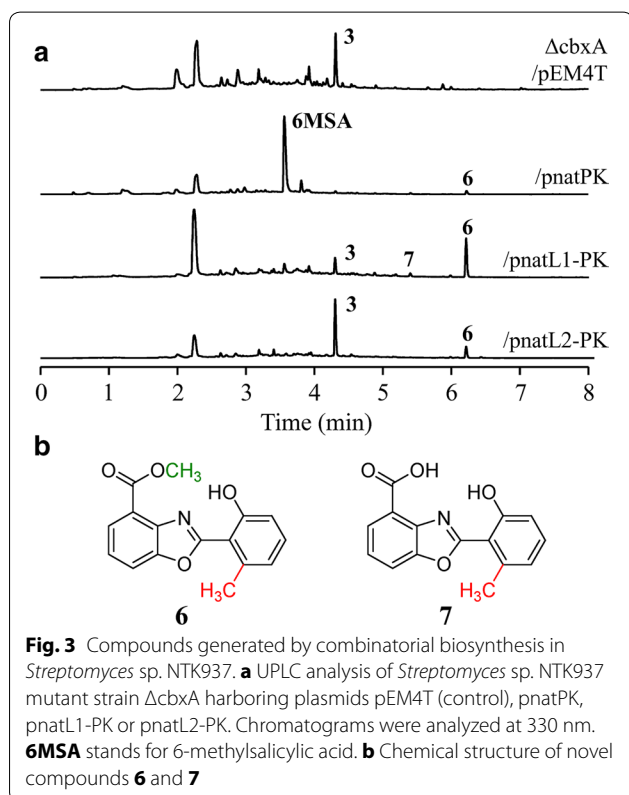 a
3
ΔcbxA
/pEM4T
6MSA
6
/pnatPK
3
7
6
/pnatL1-PK
3
6
/pnatL2-PK
0 1 2 3 4 5 6 7 8
Time (min)
b
O OCH₃ HO
N
O
H₃C
6
O OH HO
N
O
H₃C
7
Fig. 3 Compounds generated by combinatorial biosynthesis in
Streptomyces sp. NTK937. a UPLC analysis of Streptomyces sp. NTK937
mutant strain ΔcbxA harboring plasmids pEM4T (control), pnatPK,
pnatL1-PK or pnatL2-PK. Chromatograms were analyzed at 330 nm.
6MSA stands for 6-methylsalicylic acid. b Chemical structure of novel
compounds 6 and 7